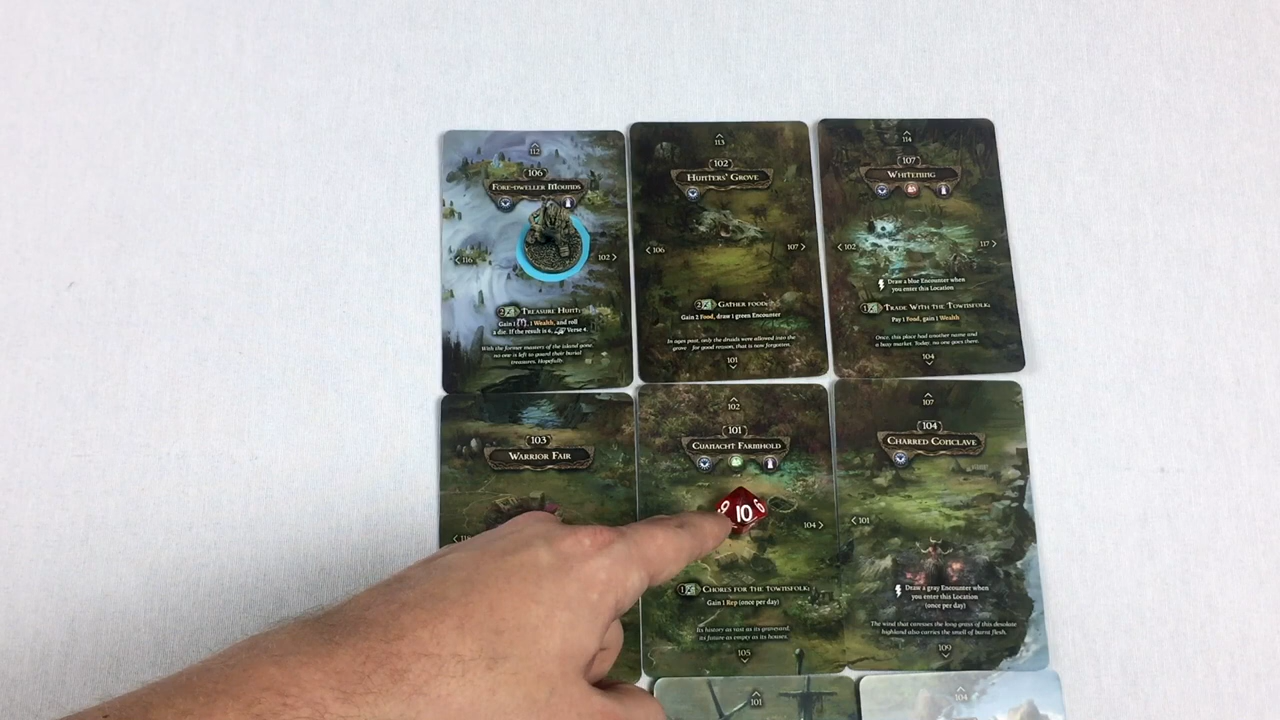 112
106
Fore-dweller Mounds
116
102
Treasure Hunt:
1 Wealth, and roll
a die. If the result is 6, Verse 4.
With the former masters of the island gone,
no one is left to guard their burial
treasures. Hopefully.
113
102
Hunters' Grove
106
107
2 Gather food:
Gain 2 Food, draw 1 green Encounter
In ages past, only the druids were allowed into the
grove for good reason, that is now forgotten.
101
114
107
Whitening
102
117
Draw a blue Encounter when
you enter this Location
1 Trade With the Townsfolk:
Pay 1 Food, gain 1 Wealth
Once, this place had another name and
a busy market. Today, no one goes there.
104
103
Warrior Fair
102
101
Cuanacht Farmhold
10
6
104
1 Chores for the Townsfolk:
Gain 1 Rep (once per day)
Its history as vast as its graveyard,
its future as empty as its houses.
105
107
104
Charred Conclave
101
Draw a gray Encounter when
you enter this Location
(once per day)
The wind that caresses the long grass of this desolate
highland also carries the smell of burnt flesh.
109
101
104